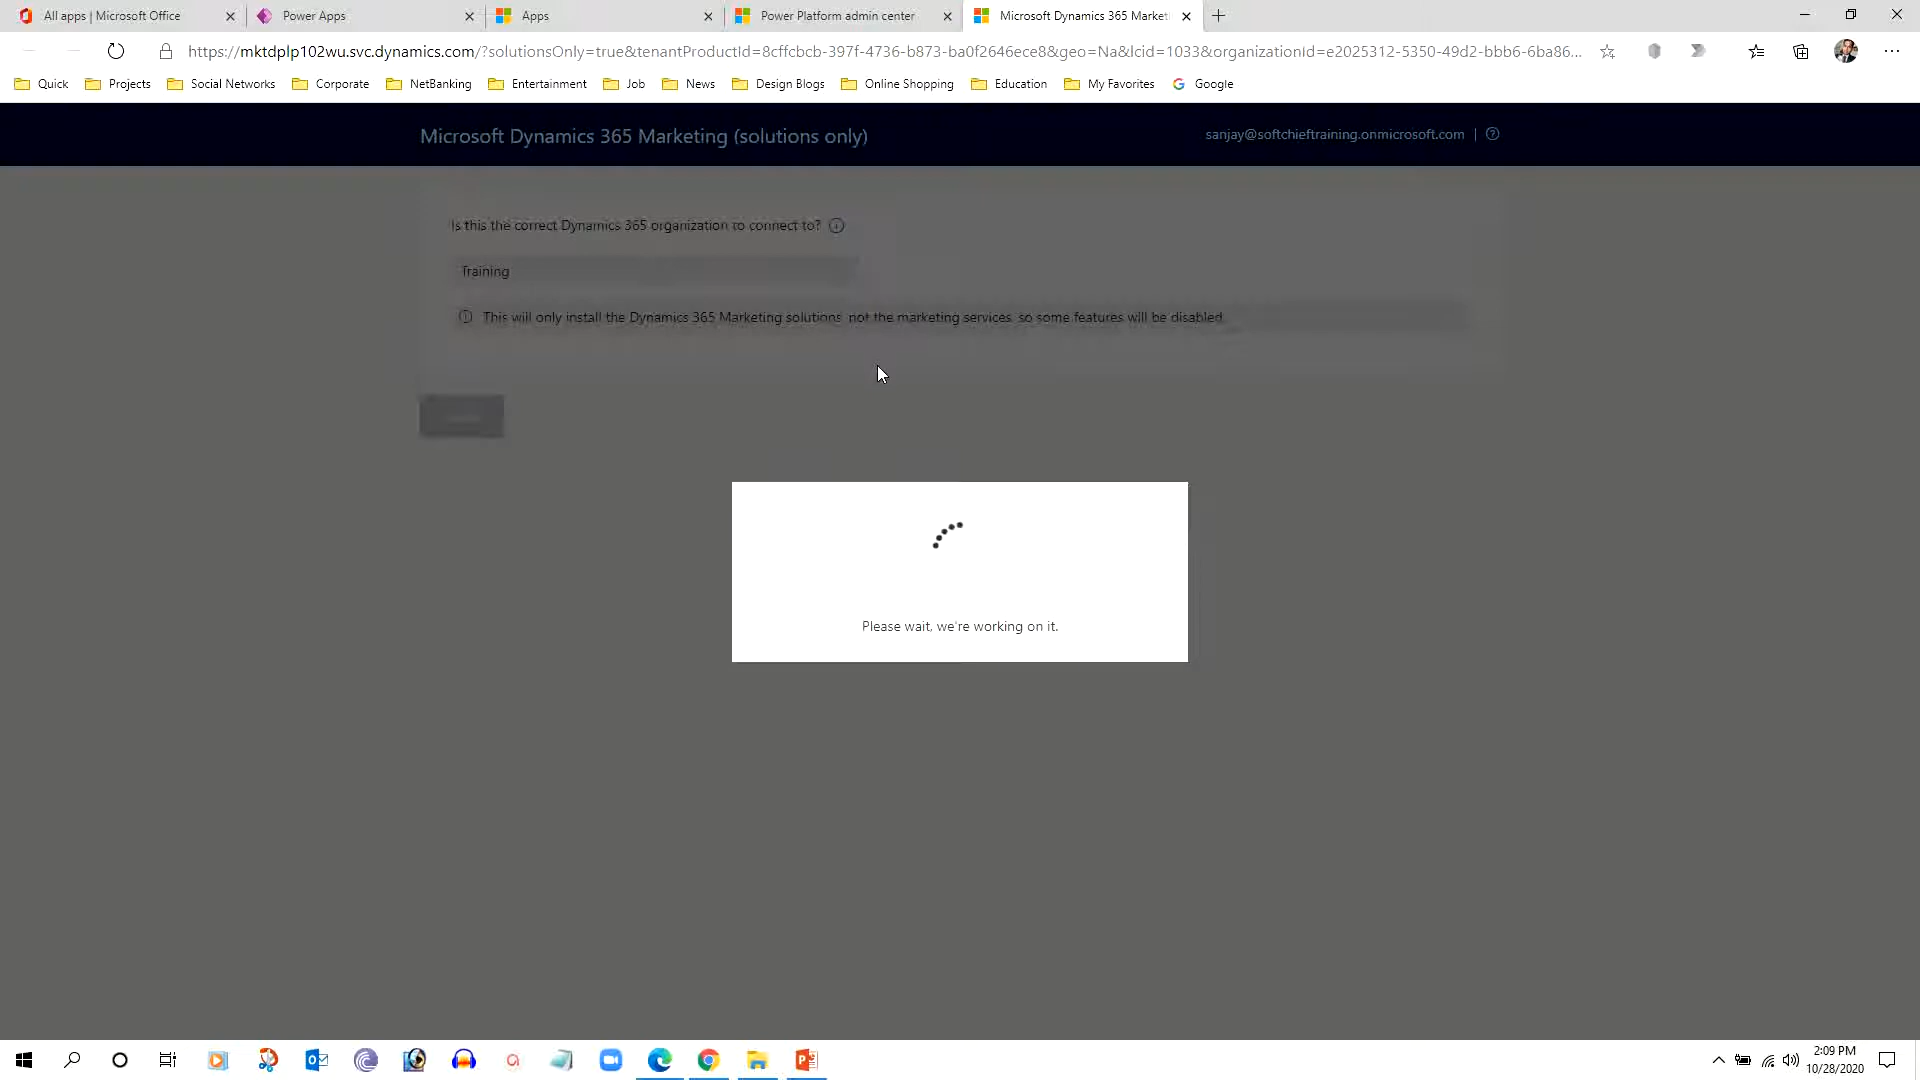 All apps | Microsoft Office
Power Apps
Apps
Power Platform admin center
Microsoft Dynamics 365 Market
https://mktdplp102wu.svc.dynamics.com/?solutionsOnly=true&tenantProductId=8cffcbcb-397f-4736-b873-ba0f2646ece8&geo=Na&lcid=1033&organizationId=e2025312-5350-49d2-bbb6-6ba86...
Quick Projects Social Networks Corporate NetBanking Entertainment Job News Design Blogs Online Shopping Education My Favorites Google
Microsoft Dynamics 365 Marketing (solutions only)
sanjay@softchieftraining.onmicrosoft.com |
Is this the correct Dynamics 365 organization to connect to?
Training
This will only install the Dynamics 365 Marketing solutions, not the marketing services, so some features will be disabled.
Please wait, we're working on it.
2:09 PM
10/28/2020